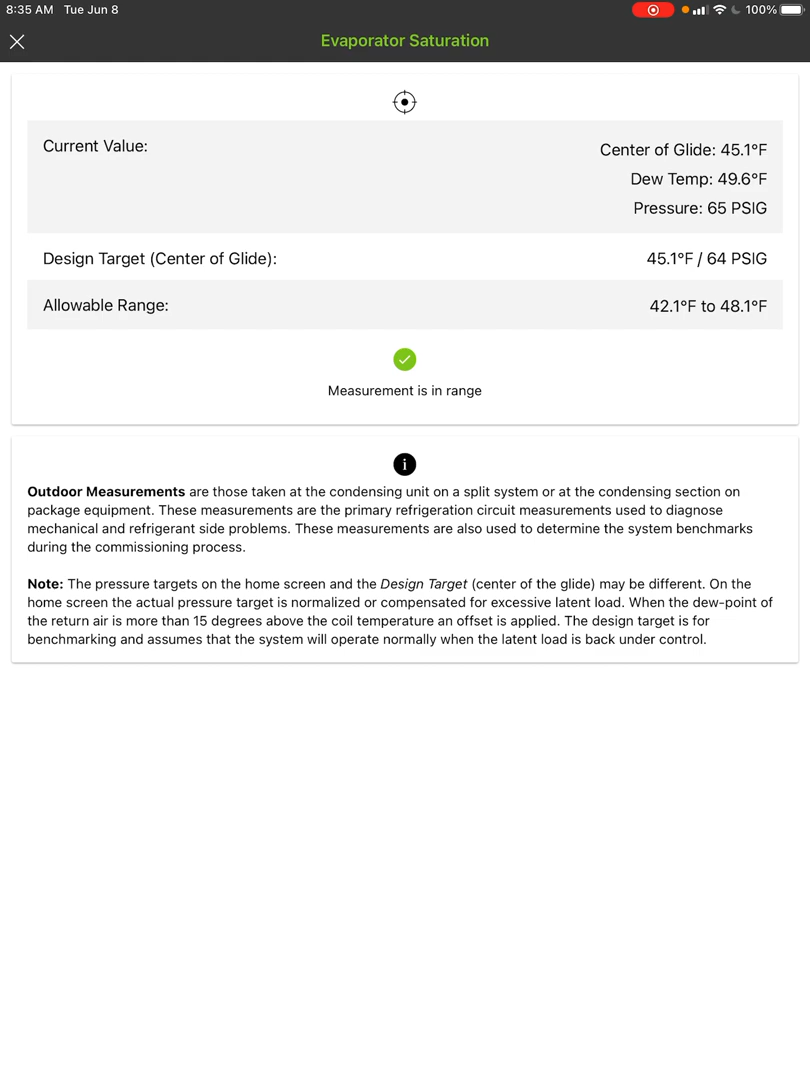 8:35 AM Tue Jun 8 100%
Evaporator Saturation
Current Value: Center of Glide: 45.1°F
Dew Temp: 49.6°F
Pressure: 65 PSIG
Design Target (Center of Glide): 45.1°F / 64 PSIG
Allowable Range: 42.1°F to 48.1°F
Measurement is in range
Outdoor Measurements are those taken at the condensing unit on a split system or at the condensing section on
package equipment. These measurements are the primary refrigeration circuit measurements used to diagnose
mechanical and refrigerant side problems. These measurements are also used to determine the system benchmarks
during the commissioning process.
Note: The pressure targets on the home screen and the Design Target (center of the glide) may be different. On the
home screen the actual pressure target is normalized or compensated for excessive latent load. When the dew-point of
the return air is more than 15 degrees above the coil temperature an offset is applied. The design target is for
benchmarking and assumes that the system will operate normally when the latent load is back under control.